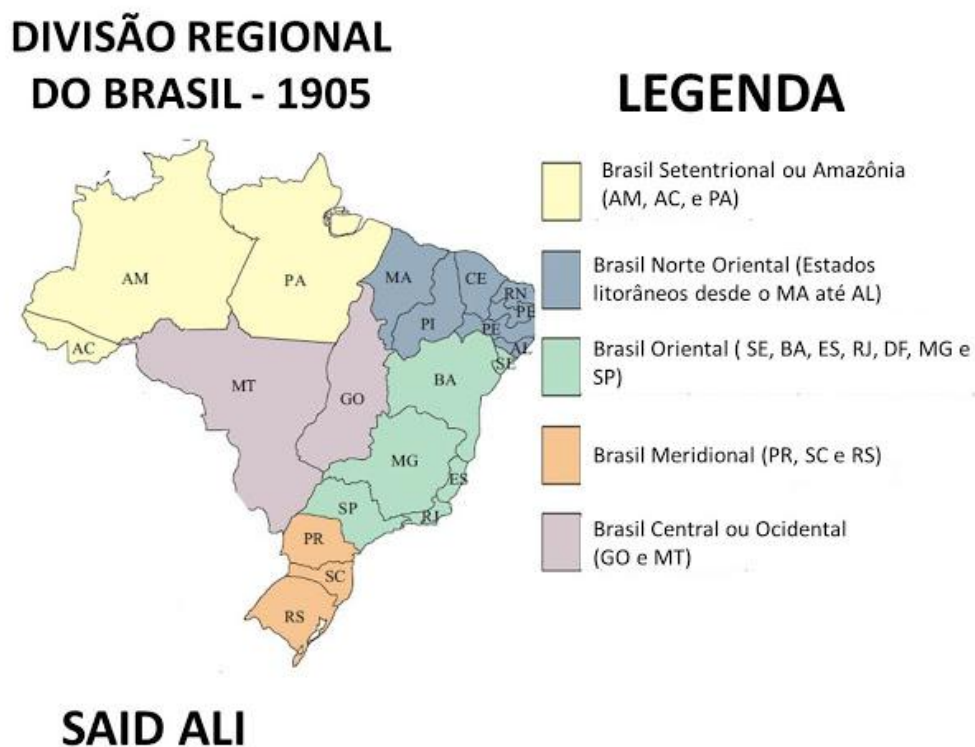 DIVISÃO REGIONAL
DO BRASIL - 1905
LEGENDA
Brasil Setentrional ou Amazônia
(AM, AC, e PA)
Brasil Norte Oriental (Estados
litorâneos desde o MA até AL)
Brasil Oriental ( SE, BA, ES, RJ, DF, MG e
SP)
Brasil Meridional (PR, SC e RS)
Brasil Central ou Ocidental
(GO e MT)
AM
PA
MA
CE
RN
PE
PI
PE
AL
SE
AC
MT
GO
BA
MG
ES
SP
RJ
PR
SC
RS
SAID ALI